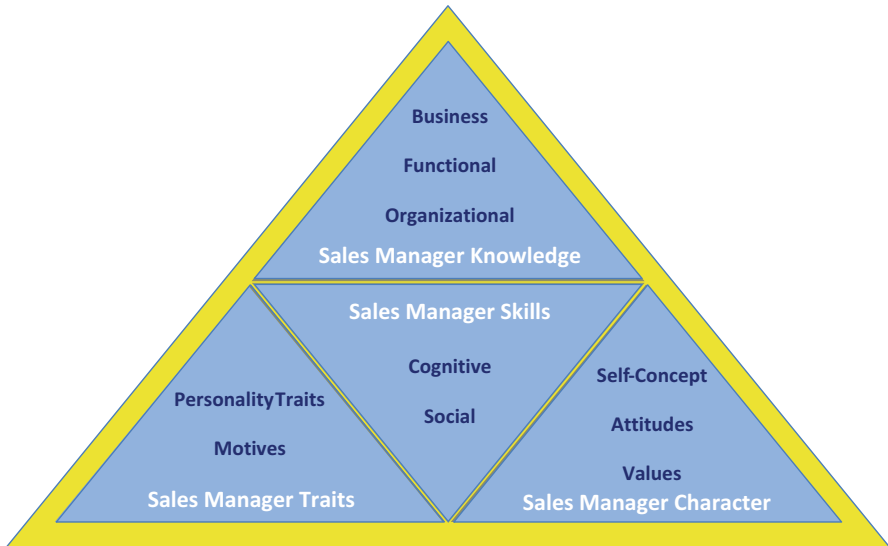 Business
Functional
Organizational
Sales Manager Knowledge
Sales Manager Skills
Cognitive
Social
PersonalityTraits
Motives
Sales Manager Traits
Self-Concept
Attitudes
Values
Sales Manager Character